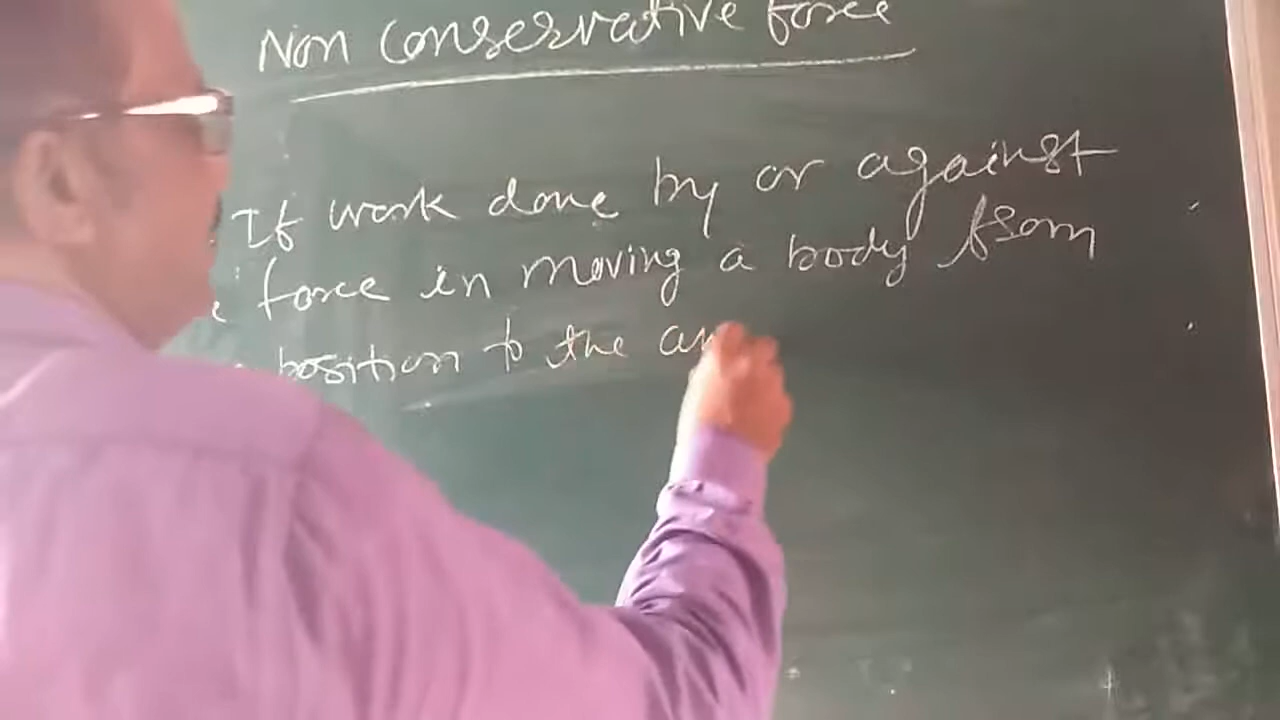 Non conservative force
If work done by or against
force in moving a body from
position to the